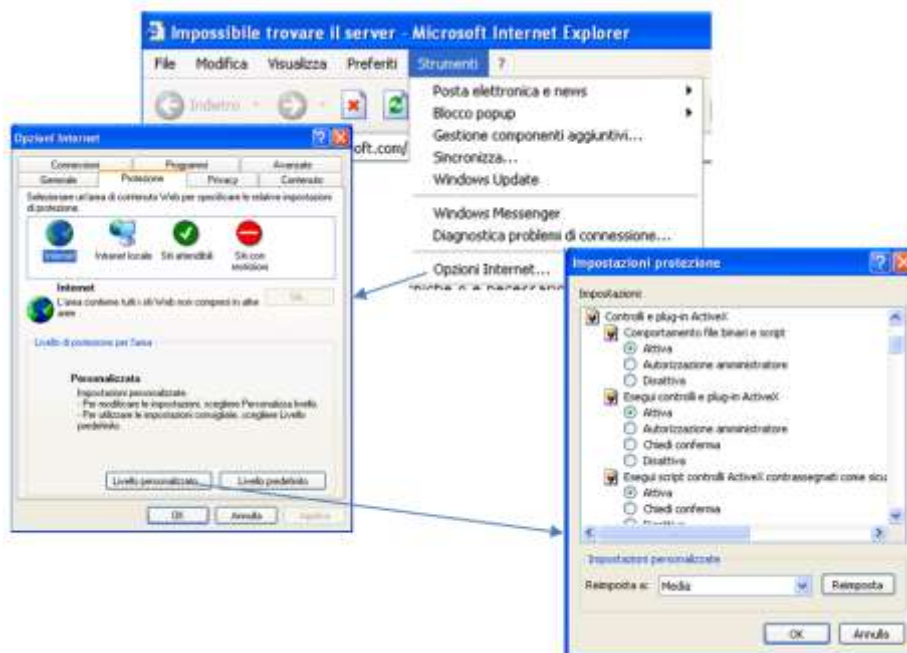 Impossibile trovare il server - Microsoft Internet Explorer
File Modifica Visualizza Preferiti Strumenti ?
Indietro
Posta elettronica e news
Blocco popup
Gestione componenti aggiuntivi...
Sincronizza...
Windows Update
Windows Messenger
Diagnostica problemi di connessione...
Opzioni Internet...
soft.com/
Opzioni Internet
Connessioni Programmi Avanzate
Generale Protezione Privacy Contenuto
Selezionare un'area di contenuto Web per specificare le relative impostazioni
di protezione.
Internet Intranet locale Siti attendibili Siti con
restrizioni
Internet
L'area contiene tutti i siti Web non compresi in altre
aree
Livello di protezione per l'area
Personalizzata
Impostazioni personalizzate
- Per modificare le impostazioni, scegliere Personalizza livello.
- Per utilizzare le impostazioni consigliate, scegliere Livello
predefinito.
Livello personalizzato... Livello predefinito
OK Annulla Applica
Impostazioni protezione
Impostazioni:
Controlli e plug-in ActiveX
Comportamento file binari e script
Attiva
Autorizzazione amministratore
Disattiva
Esegui controlli e plug-in ActiveX
Attiva
Autorizzazione amministratore
Chiedi conferma
Disattiva
Esegui script controlli ActiveX contrassegnati come sicu
Attiva
Chiedi conferma
Impostazioni personalizzate
Reimposta a: Media Reimposta
OK Annulla